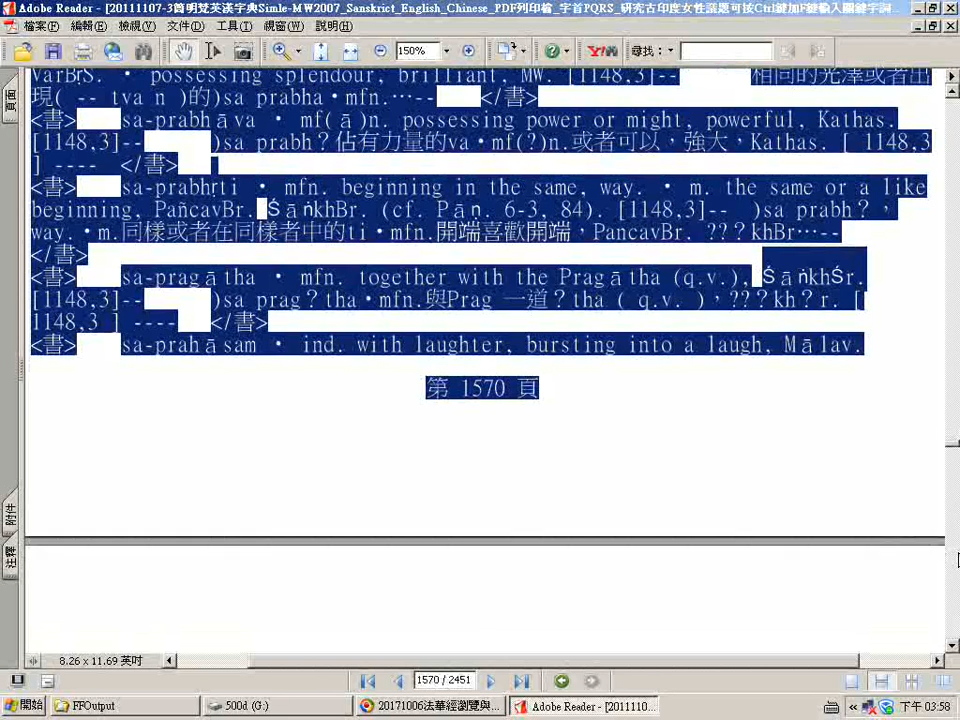 Adobe Reader - [20111107-3簡明梵英漢字典Simle-MW2007_Sanskrict_English_Chinese_PDF列印檔_字首PQRS_研究古印度女性議題可按Ctrl鍵加F鍵輸入關鍵字詞...
檔案(F) 編輯(E) 檢視(V) 文件(D) 工具(T) 視窗(W) 說明(H)
150% 尋找：
頁面
VarBṛS. • possessing splendour, brilliant, MW. [1148,3]-- 相同的光澤或者出
現( -- tva n )的)sa prabha•mfn.…-- </書>
<書> sa-prabhāva • mf(ā)n. possessing power or might, powerful, Kathas.
[1148,3]-- )sa prabh？佔有力量的va•mf(?)n.或者可以，強大，Kathas. [ 1148,3
] ---- </書>
<書> sa-prabhṛti • mfn. beginning in the same, way. • m. the same or a like
beginning, PañcavBr. ŚāṅkhBr. (cf. Pāṇ. 6-3, 84). [1148,3]-- )sa prabh？，
way.•m.同樣或者在同樣者中的ti•mfn.開端喜歡開端，PancavBr. ??？khBr…--
</書>
<書> sa-pragātha • mfn. together with the Pragātha (q.v.), ŚāṅkhŚr.
[1148,3]-- )sa prag？tha•mfn.與Prag 一道？tha ( q.v. )，??？kh？r. [
1148,3 ] ---- </書>
<書> sa-prahāsam • ind. with laughter, bursting into a laugh, Mālav.
第 1570 頁
附件
注釋
8.26 x 11.69 英吋
1570 / 2451
開始 FFOutput 500d (G:) 20171006法華經瀏覽與... Adobe Reader - [2011110... 下午 03:58